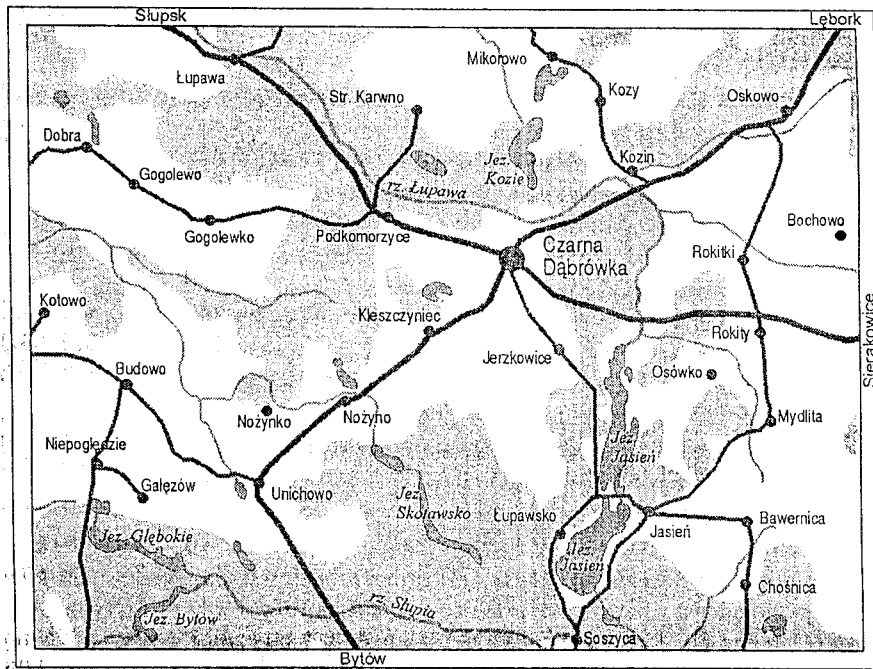 Słupsk
Lębork
Łupawa
Mikorowo
Str. Karwno
Kozy
Oskowo
Dobra
Jez.
Kozie
Kozin
Gogolewo
rz. Łupawa
Gogolewko
Podkomorzyce
Bochowo
Czarna
Dąbrówka
Rokitki
Kotowo
Kleszczyniec
Rokity
Sierakowice
Jerzkowice
Budowo
Osówko
Nożynko
Nożyno
Mydlita
Niepoględzie
Jez.
Jasień
Gałęzów
Unichowo
Jez.
Skotawsko
Łupawsko
Jasień
Bawernica
Jez. Głębokie
Jez.
Jasień
Chośnica
rz. Słupia
Jez. Bytów
Soszyca
Bytów